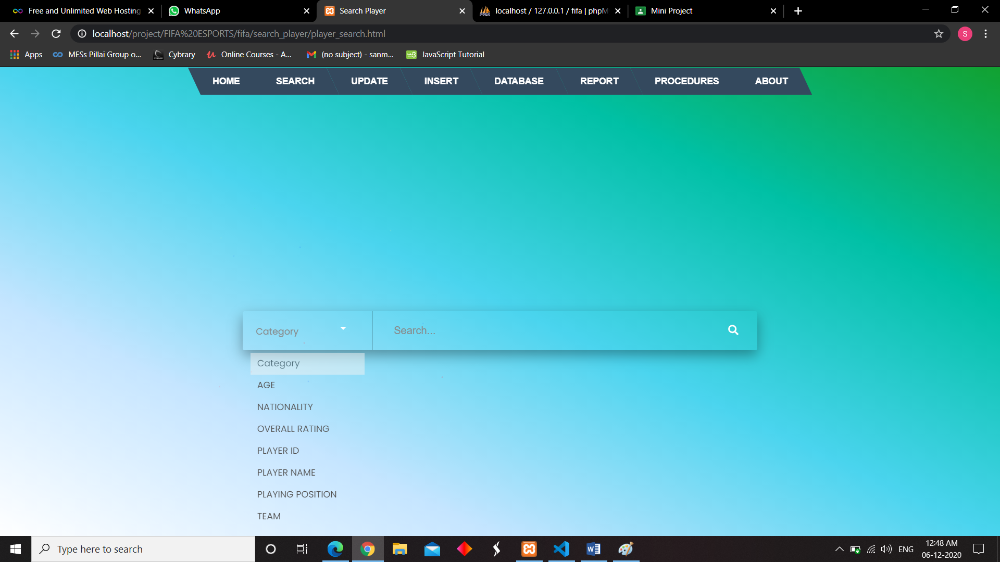 Free and Unlimited Web Hosting
WhatsApp
Search Player
localhost / 127.0.0.1 / fifa | phpM
Mini Project
localhost/project/FIFA%20ESPORTS/fifa/search_player/player_search.html
S
Apps
MESs Pillai Group o...
Cybrary
Online Courses - A...
(no subject) - sanm...
JavaScript Tutorial
HOME
SEARCH
UPDATE
INSERT
DATABASE
REPORT
PROCEDURES
ABOUT
Category
Search...
Category
AGE
NATIONALITY
OVERALL RATING
PLAYER ID
PLAYER NAME
PLAYING POSITION
TEAM
Type here to search
ENG
12:48 AM
06-12-2020